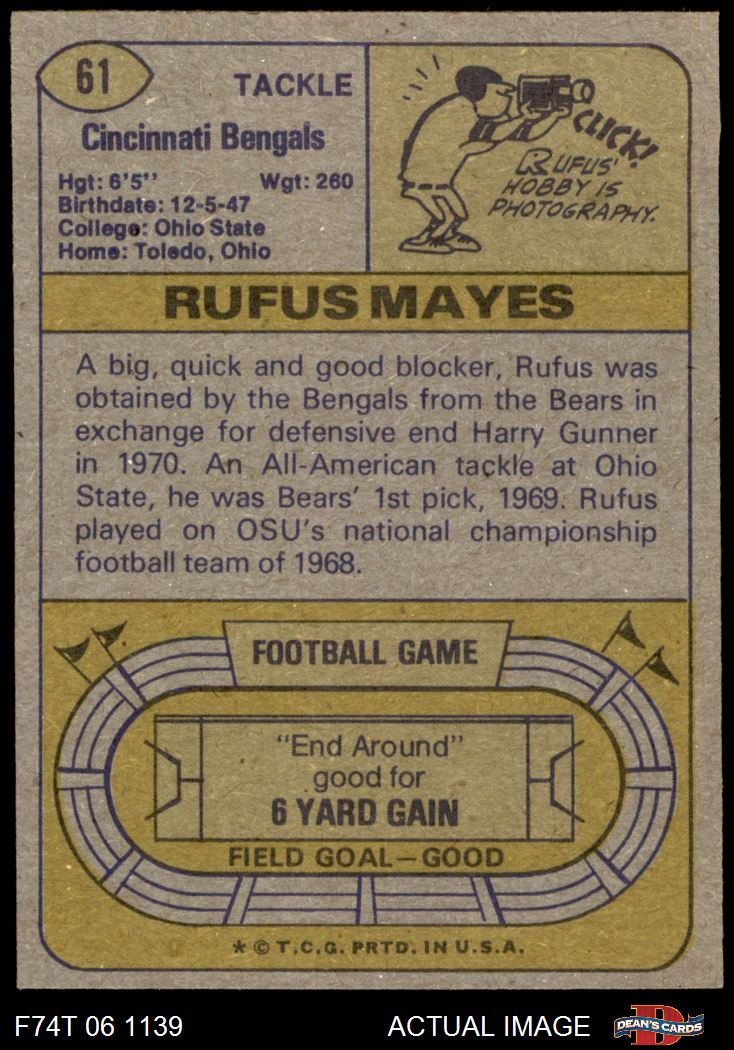 61
TACKLE
Cincinnati Bengals
Hgt: 6'5" Wgt: 260
Birthdate: 12-5-47
College: Ohio State
Home: Toledo, Ohio
CLICK!
RUFUS'
HOBBY IS
PHOTOGRAPHY.
RUFUS MAYES
A big, quick and good blocker, Rufus was
obtained by the Bengals from the Bears in
exchange for defensive end Harry Gunner
in 1970. An All-American tackle at Ohio
State, he was Bears' 1st pick, 1969. Rufus
played on OSU's national championship
football team of 1968.
FOOTBALL GAME
"End Around"
good for
6 YARD GAIN
FIELD GOAL—GOOD
* © T.C.G. PRTD. IN U.S.A.
F74T 06 1139
ACTUAL IMAGE
D
DEAN'S CARDS